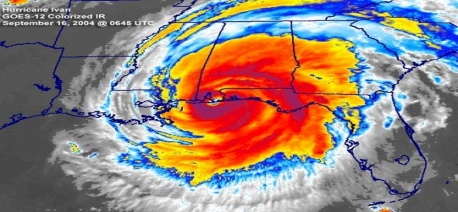 Hurricane Ivan
GOES-12 Colorized IR
September 16, 2004 @ 0645 UTC